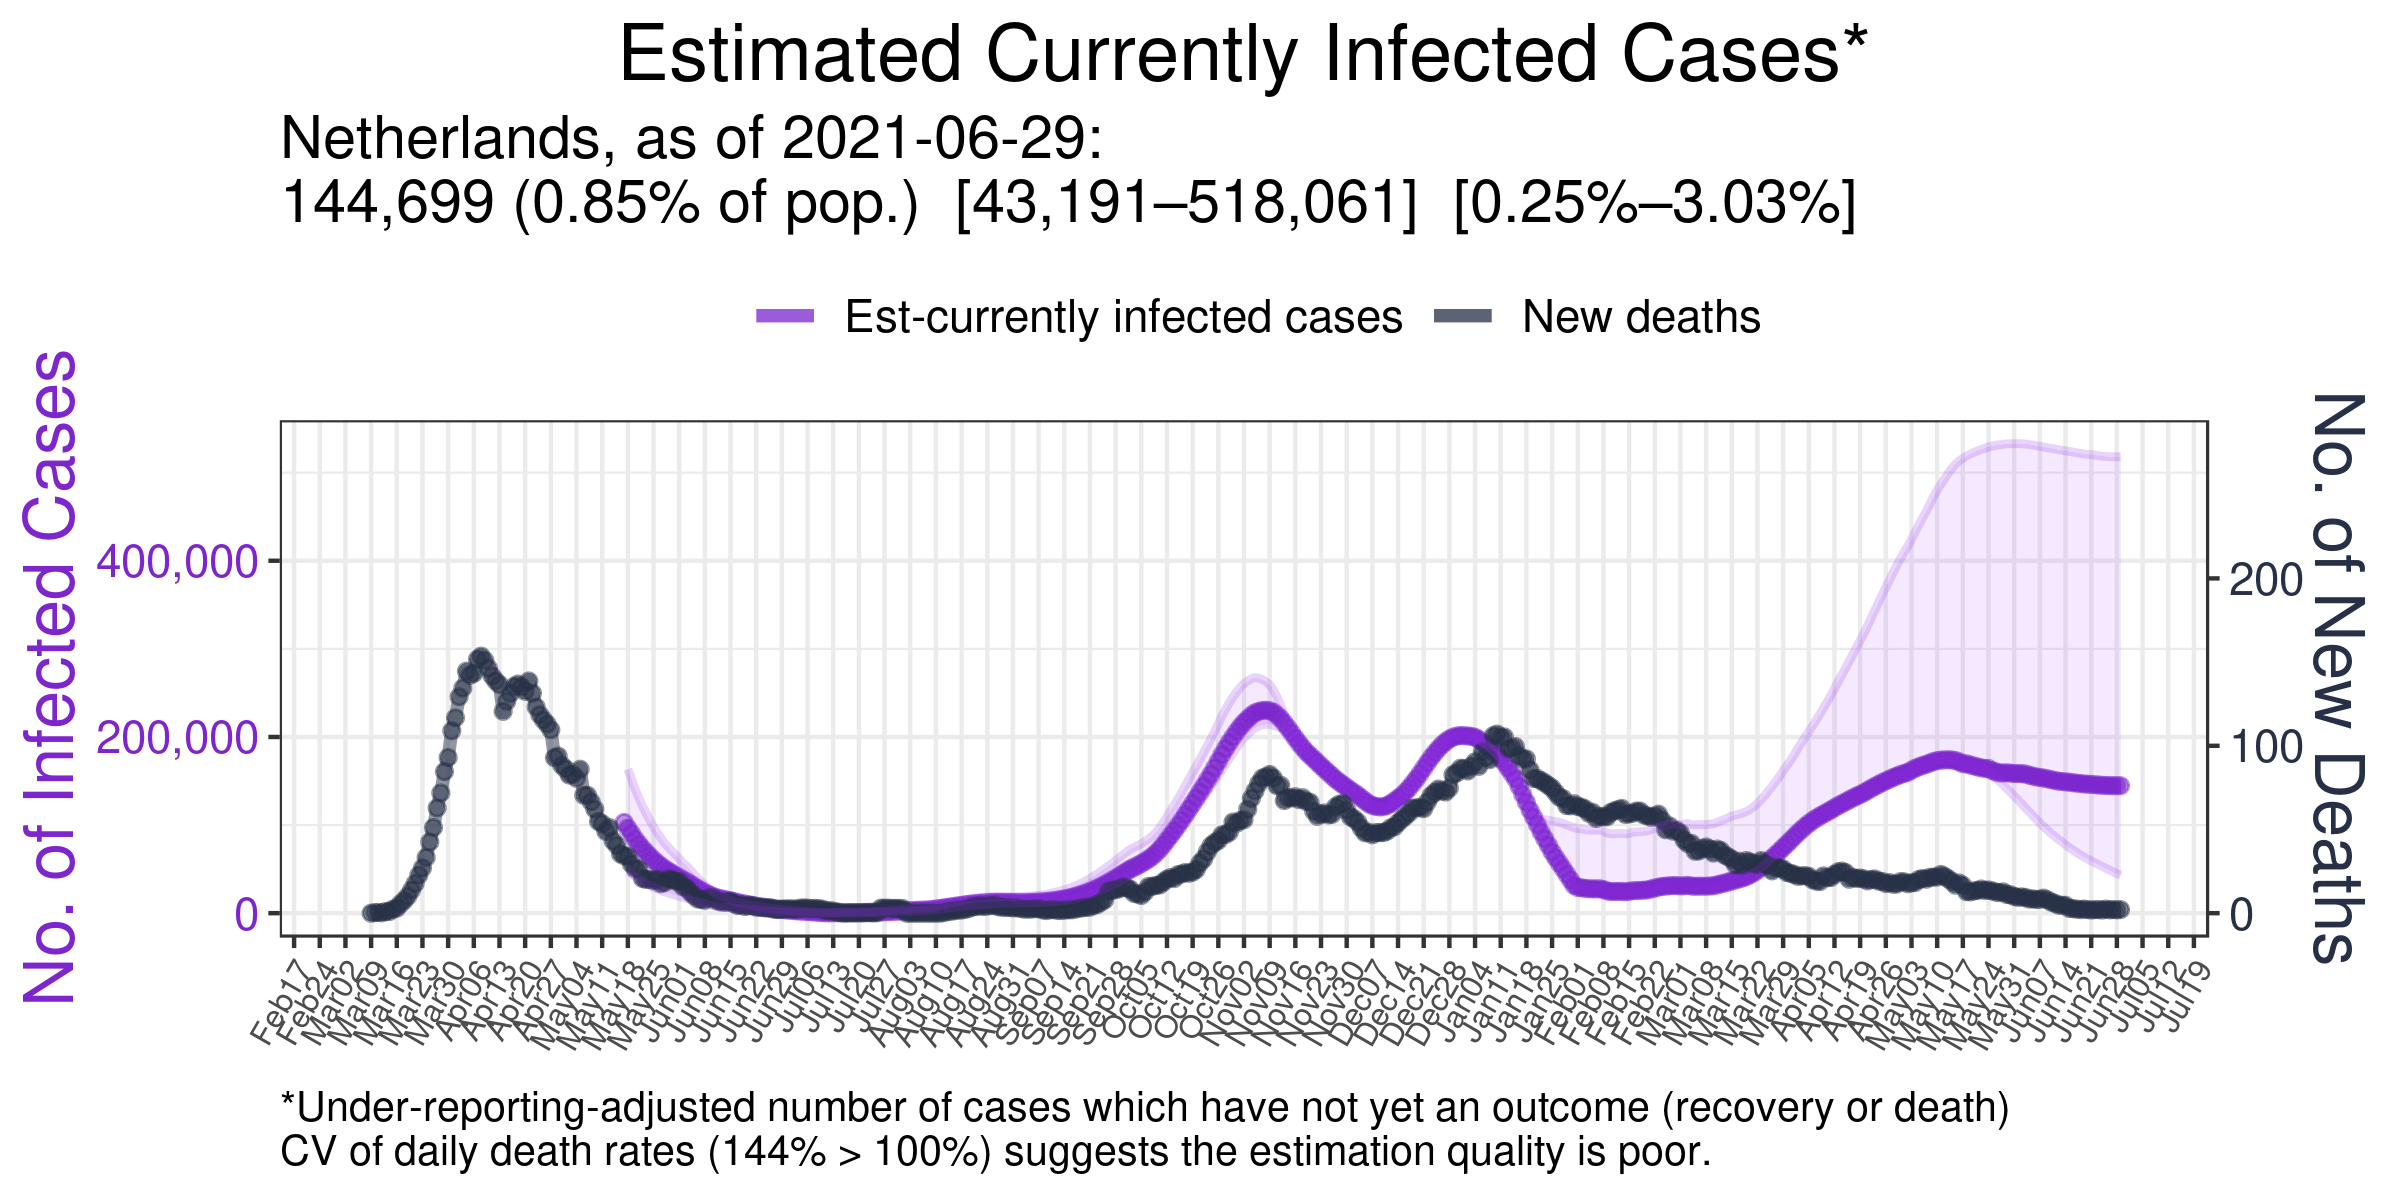 Estimated Currently Infected Cases*
Netherlands, as of 2021-06-29:
144,699 (0.85% of pop.)  [43,191–518,061]  [0.25%–3.03%]
Est-currently infected cases
New deaths
No. of Infected Cases
400,000
200,000
0
200
100
0
No. of New Deaths
Feb17
Feb24
Mar02
Mar09
Mar16
Mar23
Mar30
Apr06
Apr13
Apr20
Apr27
May04
May11
May18
May25
Jun01
Jun08
Jun15
Jun22
Jun29
Jul06
Jul13
Jul20
Jul27
Aug03
Aug10
Aug17
Aug24
Aug31
Sep07
Sep14
Sep21
Sep28
Oct05
Oct12
Oct19
Oct26
Nov02
Nov09
Nov16
Nov23
Nov30
Dec07
Dec14
Dec21
Dec28
Jan04
Jan11
Jan18
Jan25
Feb01
Feb08
Feb15
Feb22
Mar01
Mar08
Mar15
Mar22
Mar29
Apr05
Apr12
Apr19
Apr26
May03
May10
May17
May24
May31
Jun07
Jun14
Jun21
Jun28
Jul05
Jul12
Jul19
*Under-reporting-adjusted number of cases which have not yet an outcome (recovery or death)
CV of daily death rates (144% > 100%) suggests the estimation quality is poor.